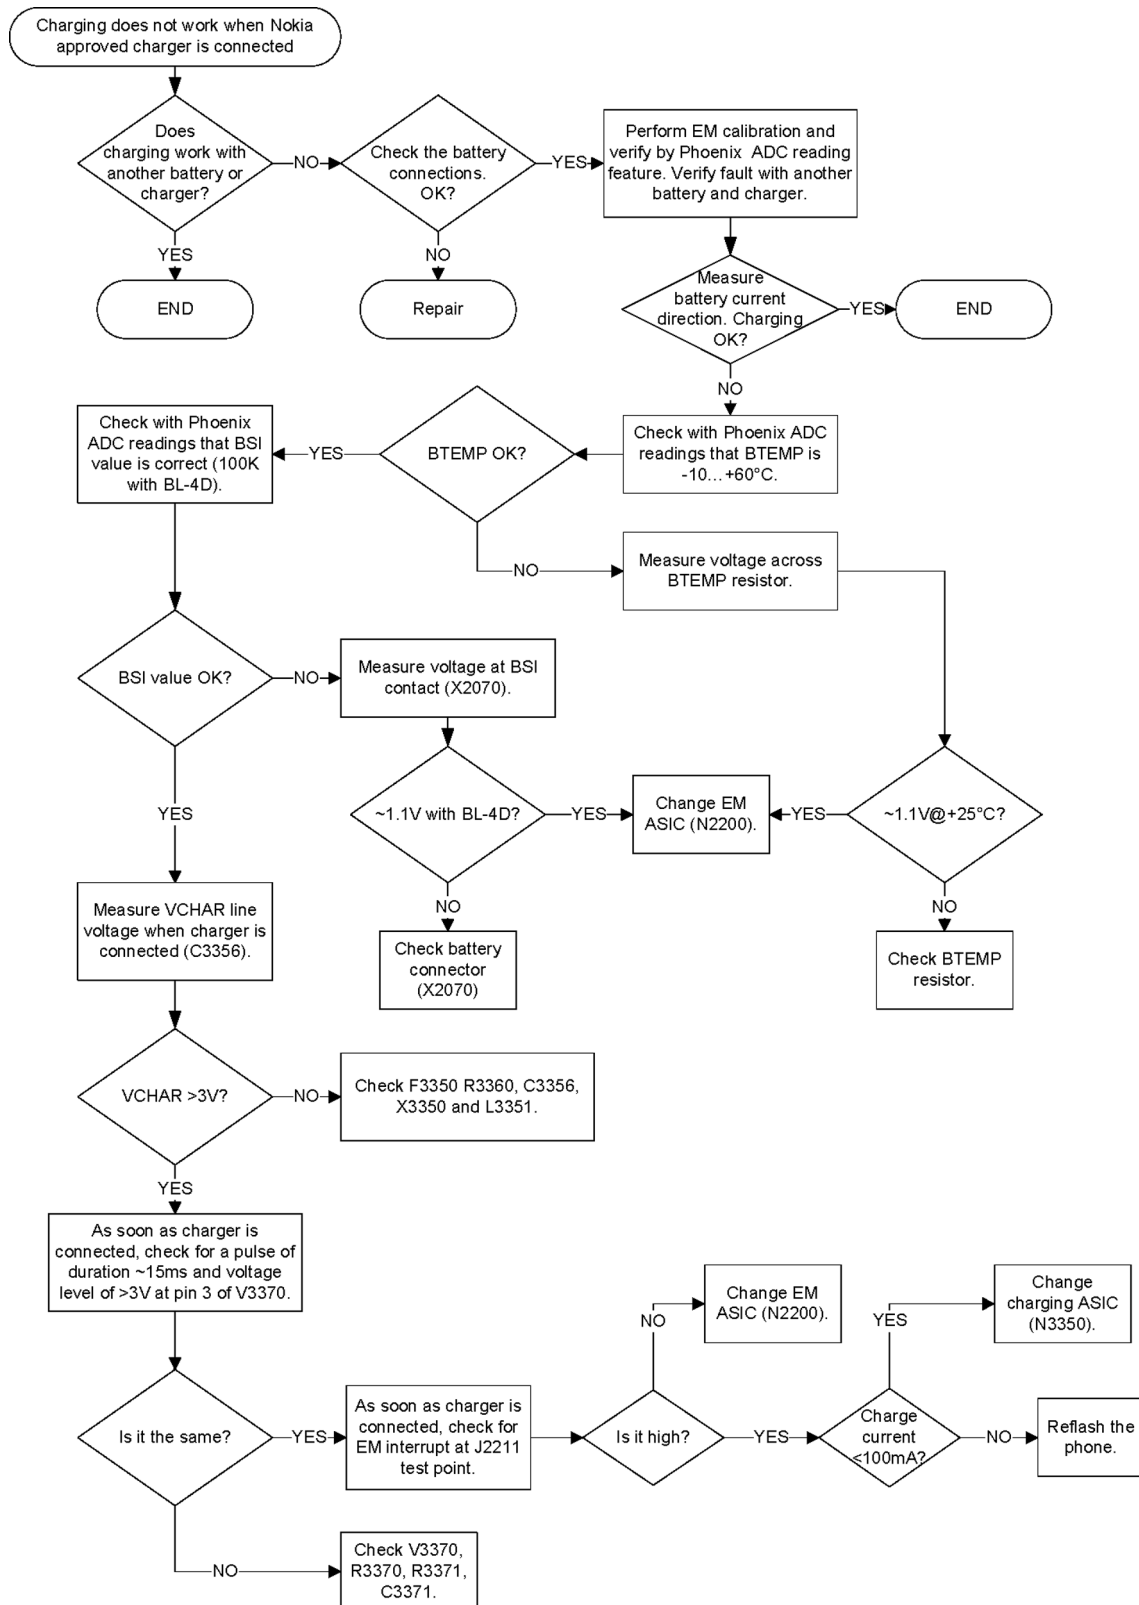 Charging does not work when Nokia
approved charger is connected
Does
charging work with
another battery or
charger?
NO
Check the battery
connections.
OK?
YES
Perform EM calibration and
verify by Phoenix ADC reading
feature. Verify fault with another
battery and charger.
YES
END
NO
Repair
Measure
battery current
direction. Charging
OK?
YES
END
NO
Check with Phoenix ADC
readings that BTEMP is
-10...+60°C.
BTEMP OK?
YES
Check with Phoenix
ADC readings that BSI
value is correct (100K
with BL-4D).
NO
Measure voltage across
BTEMP resistor.
BSI value OK?
NO
Measure voltage at BSI
contact (X2070).
~1.1V with BL-4D?
YES
Change EM
ASIC (N2200).
YES
~1.1V@+25°C?
NO
Check battery
connector
(X2070)
NO
Check BTEMP
resistor.
YES
Measure VCHAR line
voltage when charger is
connected (C3356).
VCHAR >3V?
NO
Check F3350 R3360, C3356,
X3350 and L3351.
YES
As soon as charger is
connected, check for a pulse of
duration ~15ms and voltage
level of >3V at pin 3 of V3370.
Is it the same?
YES
As soon as charger is
connected, check for
EM interrupt at J2211
test point.
Is it high?
NO
Change EM
ASIC (N2200).
YES
Charge
current
<100mA?
YES
Change
charging ASIC
(N3350).
NO
Reflash the
phone.
NO
Check V3370,
R3370, R3371,
C3371.